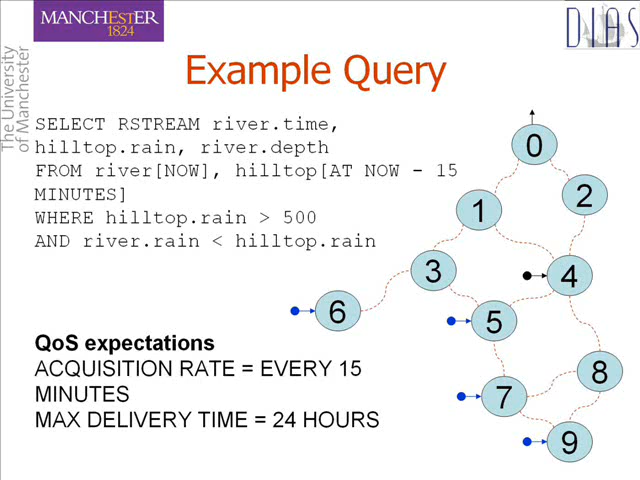 The University
of Manchester
MANCHESTER
1824
DIAS
Example Query
SELECT RSTREAM river.time,
hilltop.rain, river.depth
FROM river[NOW], hilltop[AT NOW - 15
MINUTES]
WHERE hilltop.rain > 500
AND river.rain < hilltop.rain
QoS expectations
ACQUISITION RATE = EVERY 15
MINUTES
MAX DELIVERY TIME = 24 HOURS
0
2
1
3
4
6
5
8
7
9